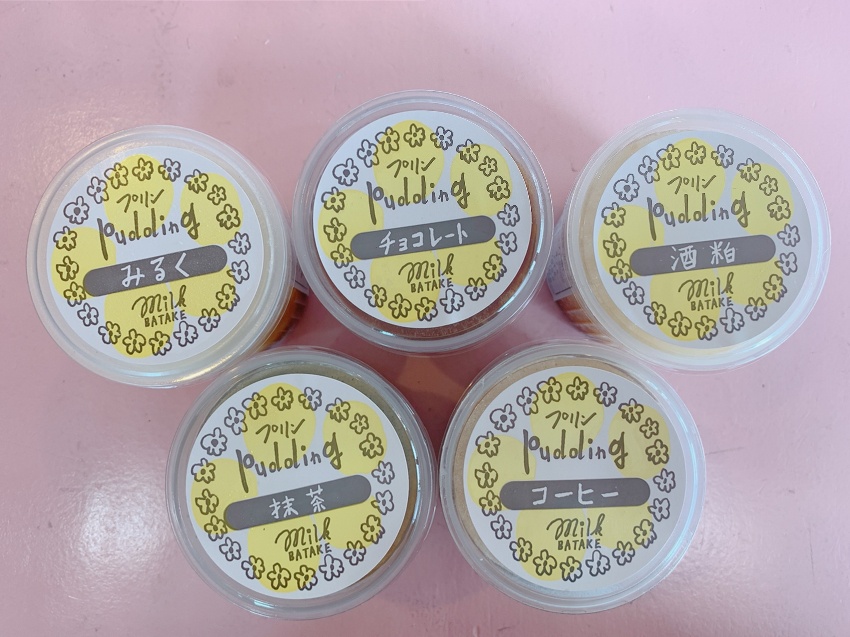 プリン
pudding
みるく
Milk
BATAKE
プリン
pudding
チョコレート
Milk
BATAKE
プリン
pudding
酒粕
Milk
BATAKE
プリン
pudding
抹茶
Milk
BATAKE
プリン
pudding
コーヒー
Milk
BATAKE